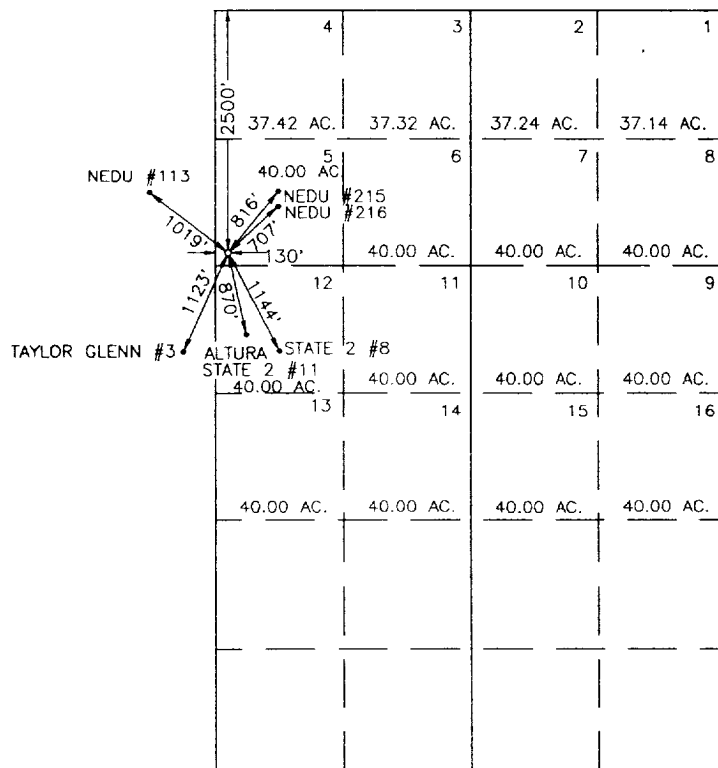 4 3 2 1
2500'
37.42 AC. 37.32 AC. 37.24 AC. 37.14 AC.
5 6 7 8
NEDU #113
40.00 AC
NEDU #215
NEDU #216
816'
707'
1019'
130'
40.00 AC. 40.00 AC. 40.00 AC.
12 11 10 9
1123'
870'
1144'
TAYLOR GLENN #3
ALTURA
STATE 2 #11
STATE 2 #8
40.00 AC. 40.00 AC. 40.00 AC. 40.00 AC.
13 14 15 16
40.00 AC. 40.00 AC. 40.00 AC. 40.00 AC.